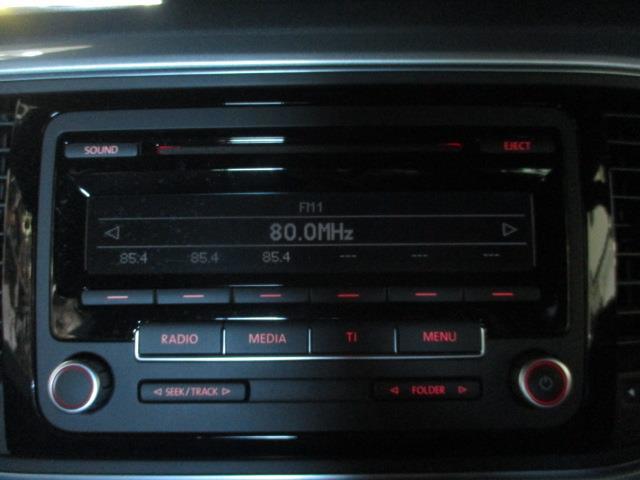 SOUND EJECT
FM1
80.0MHz
85.4 85.4 85.4 --- --- ---
RADIO MEDIA TI MENU
SEEK/TRACK FOLDER